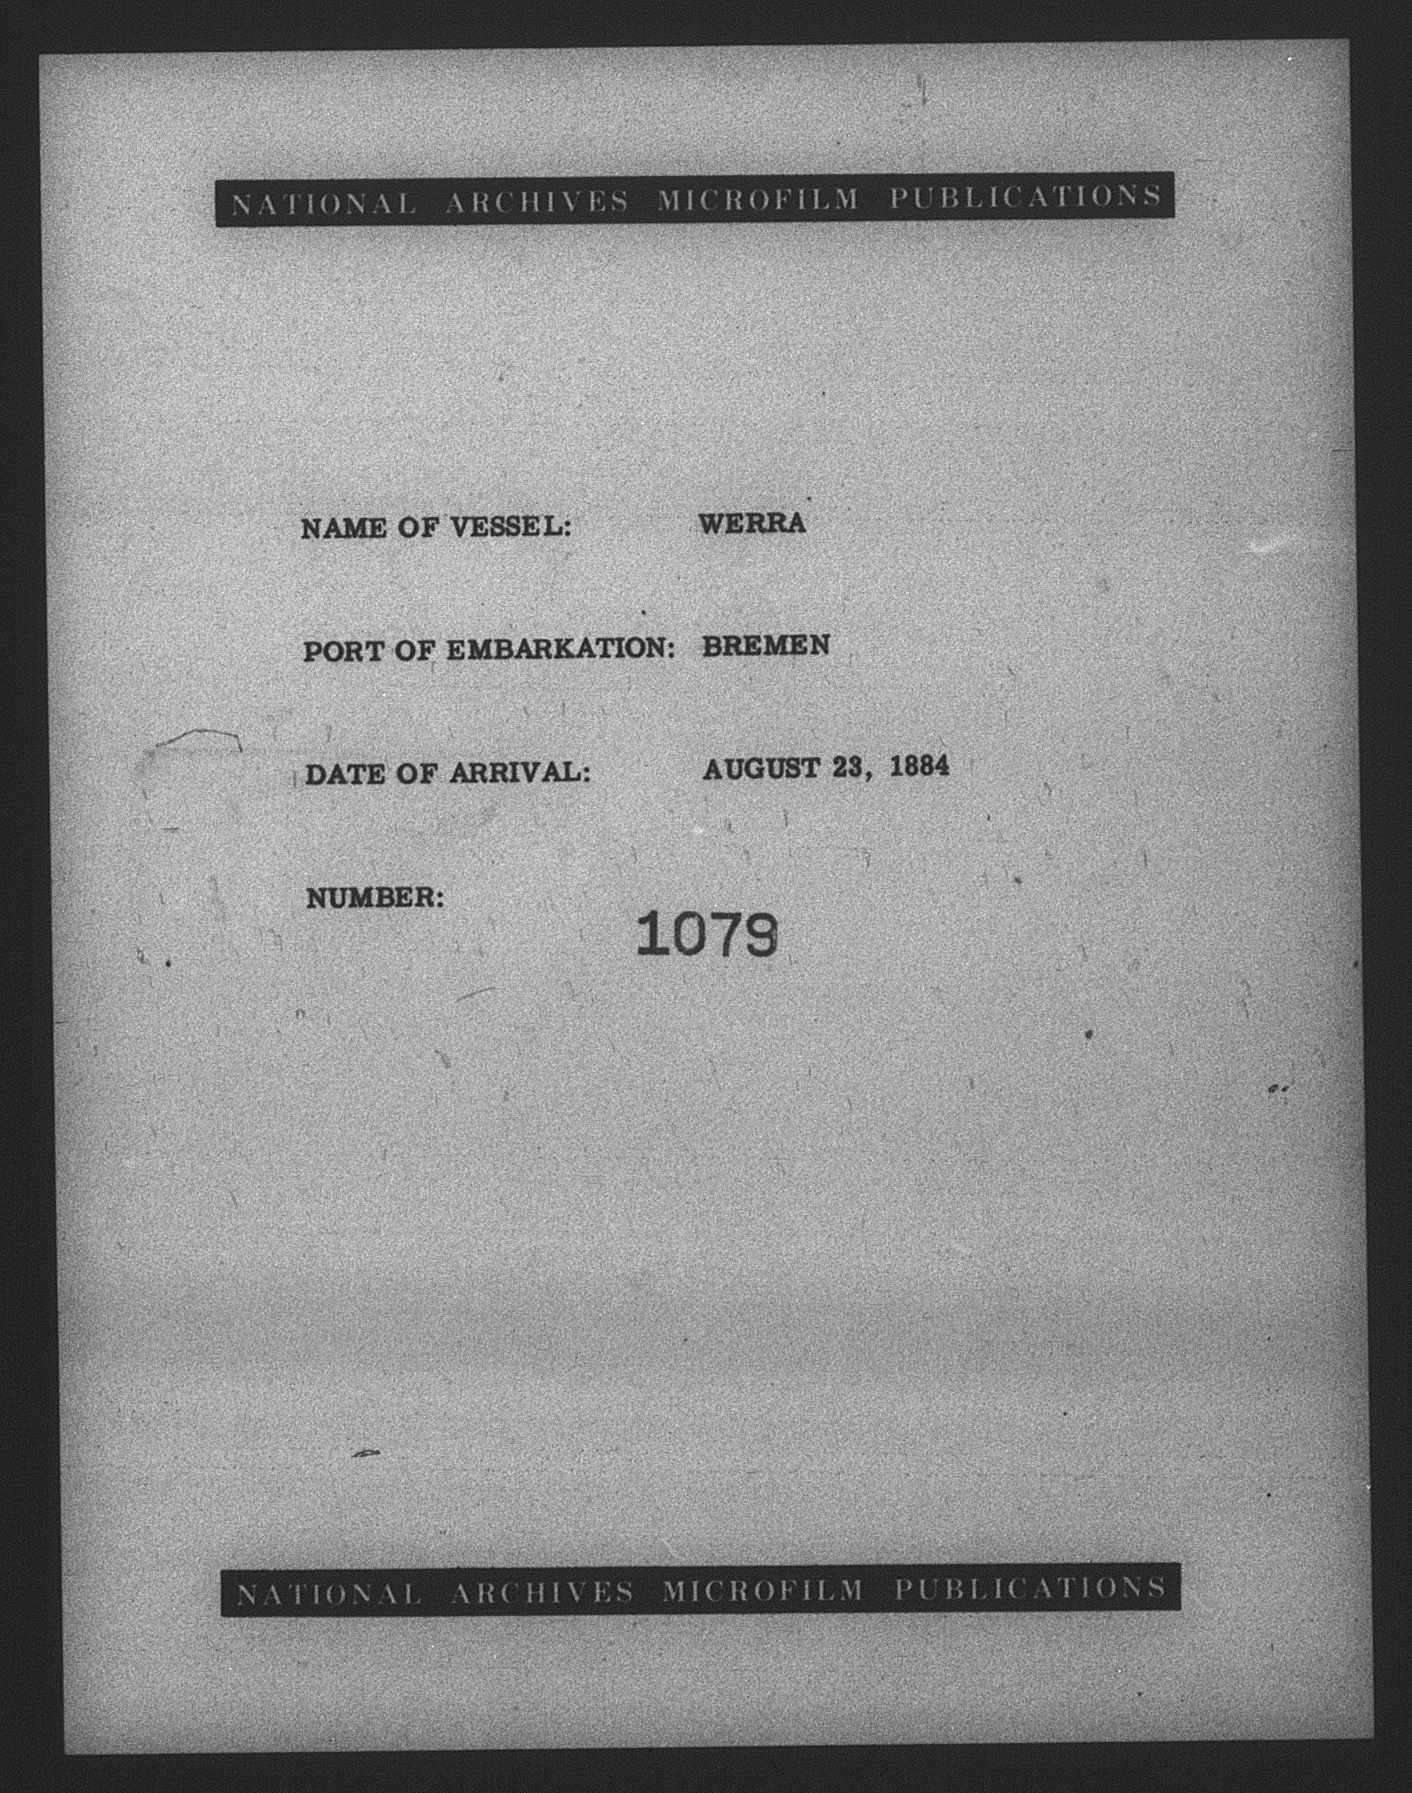 NATIONAL ARCHIVES MICROFILM PUBLICATIONS
NAME OF VESSEL: WERRA
PORT OF EMBARKATION: BREMEN
DATE OF ARRIVAL: AUGUST 23, 1884
NUMBER:
1079
NATIONAL ARCHIVES MICROFILM PUBLICATIONS